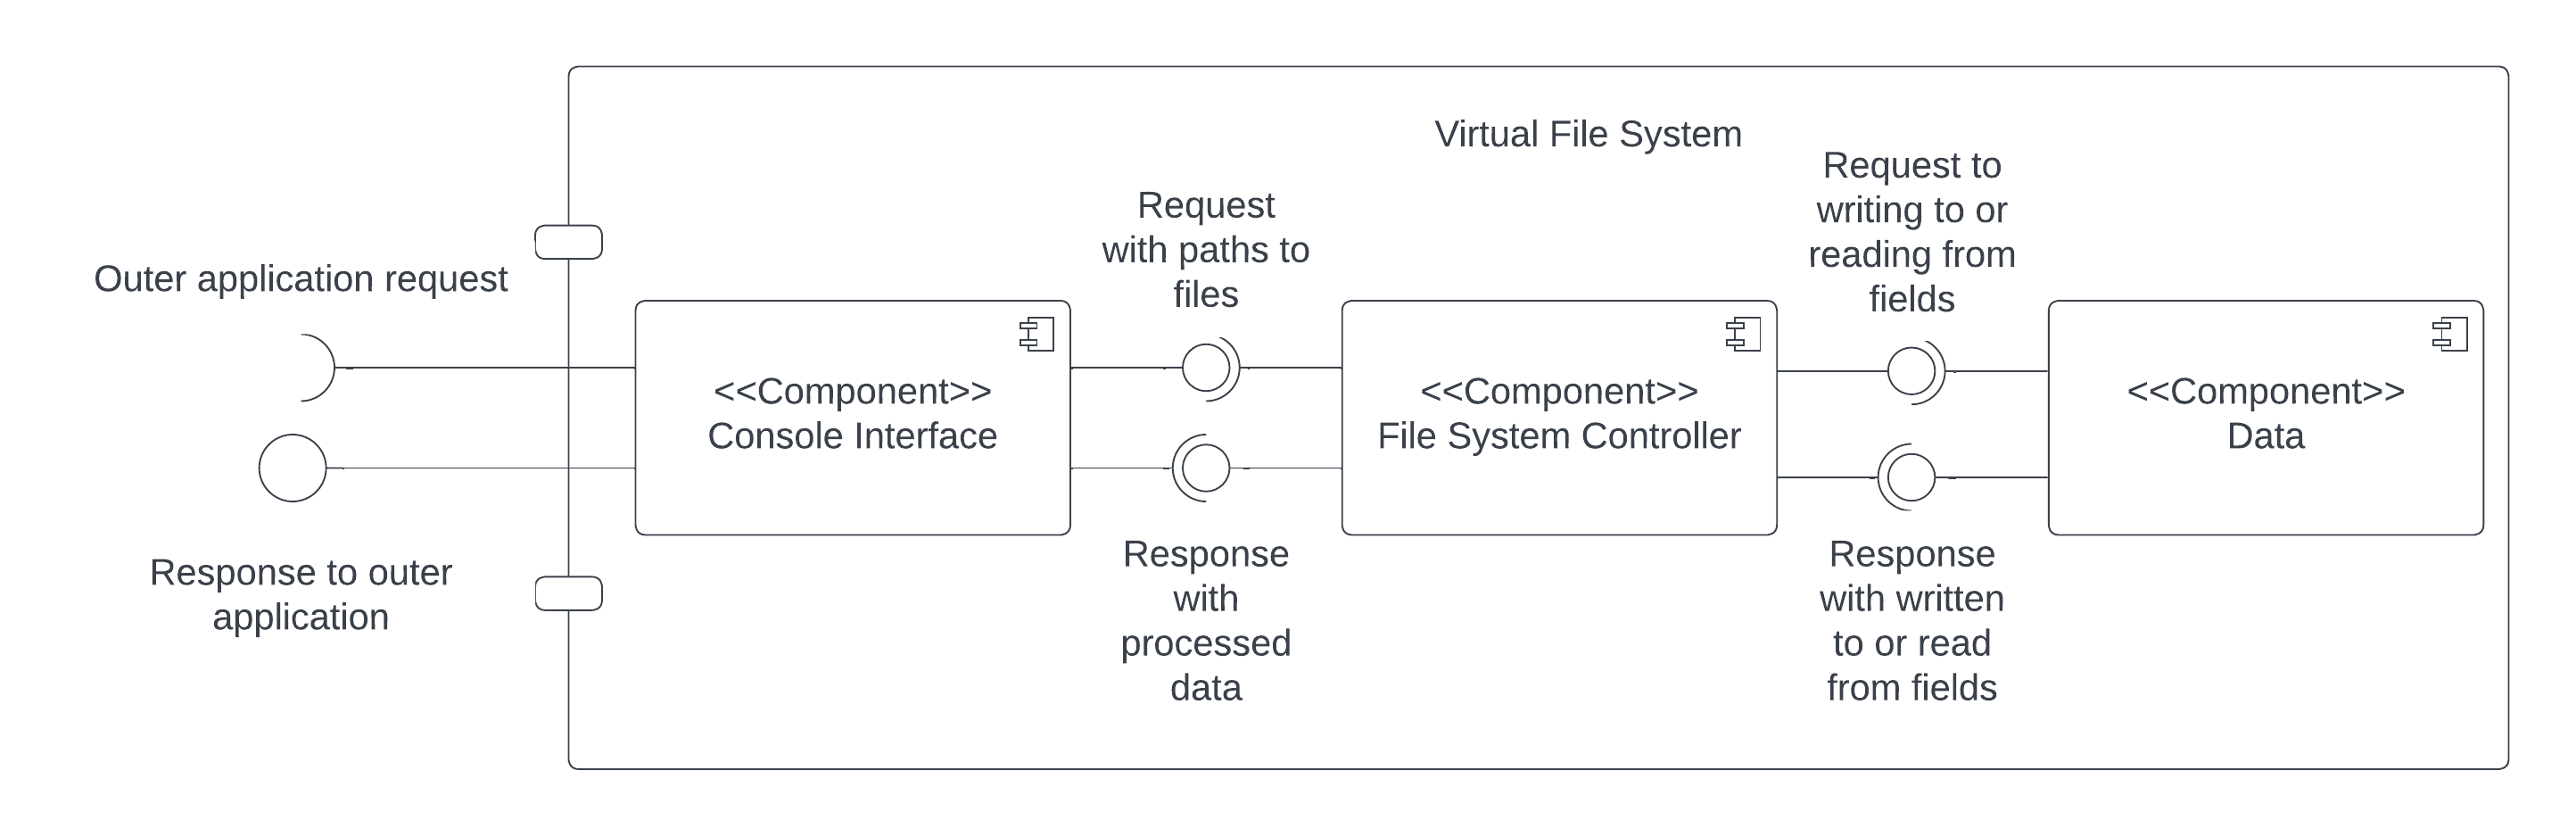 Virtual File System
Outer application request
Response to outer
application
<<Component>>
Console Interface
Request
with paths to
files
Response
with
processed
data
<<Component>>
File System Controller
Request to
writing to or
reading from
fields
Response
with written
to or read
from fields
<<Component>>
Data